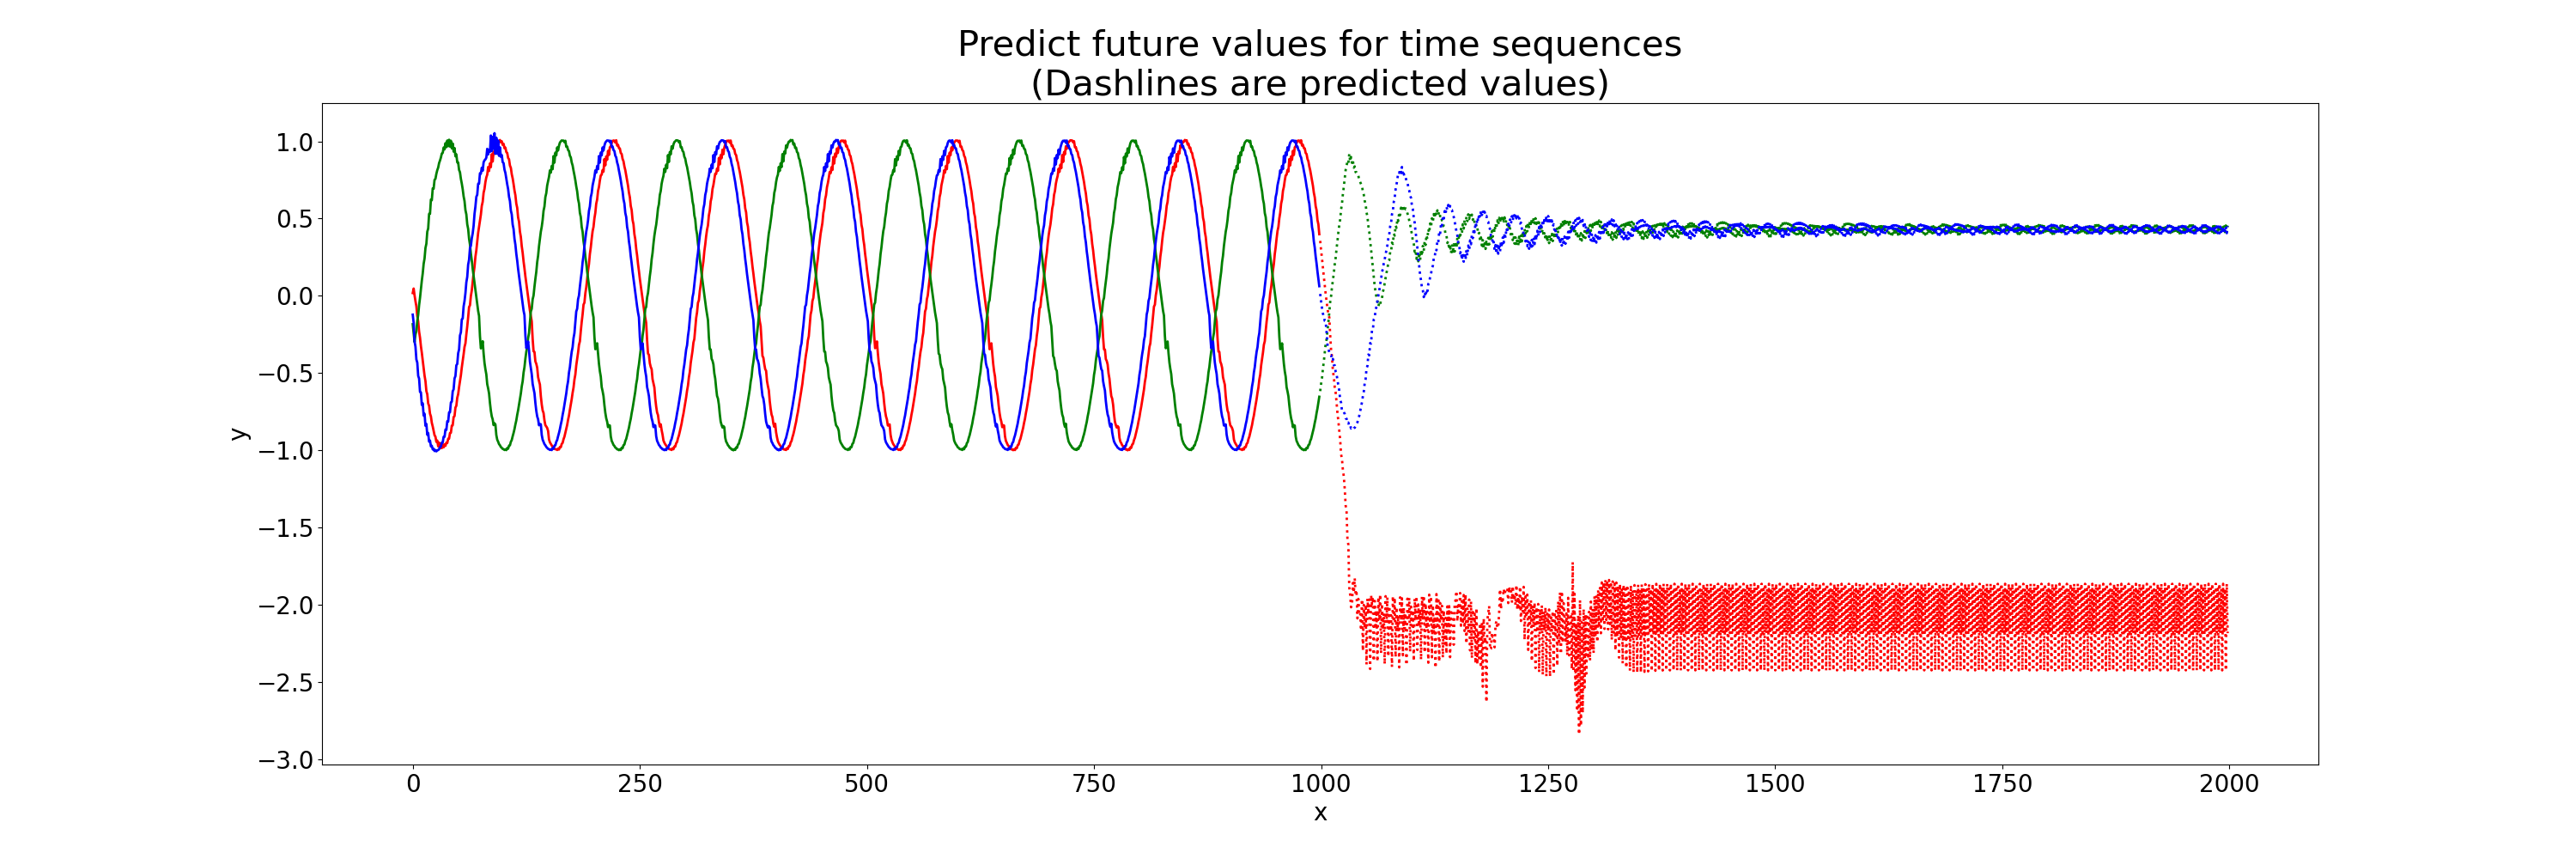 Predict future values for time sequences
(Dashlines are predicted values)
1.0
0.5
0.0
−0.5
−1.0
−1.5
−2.0
−2.5
−3.0
y
0 250 500 750 1000 1250 1500 1750 2000
x